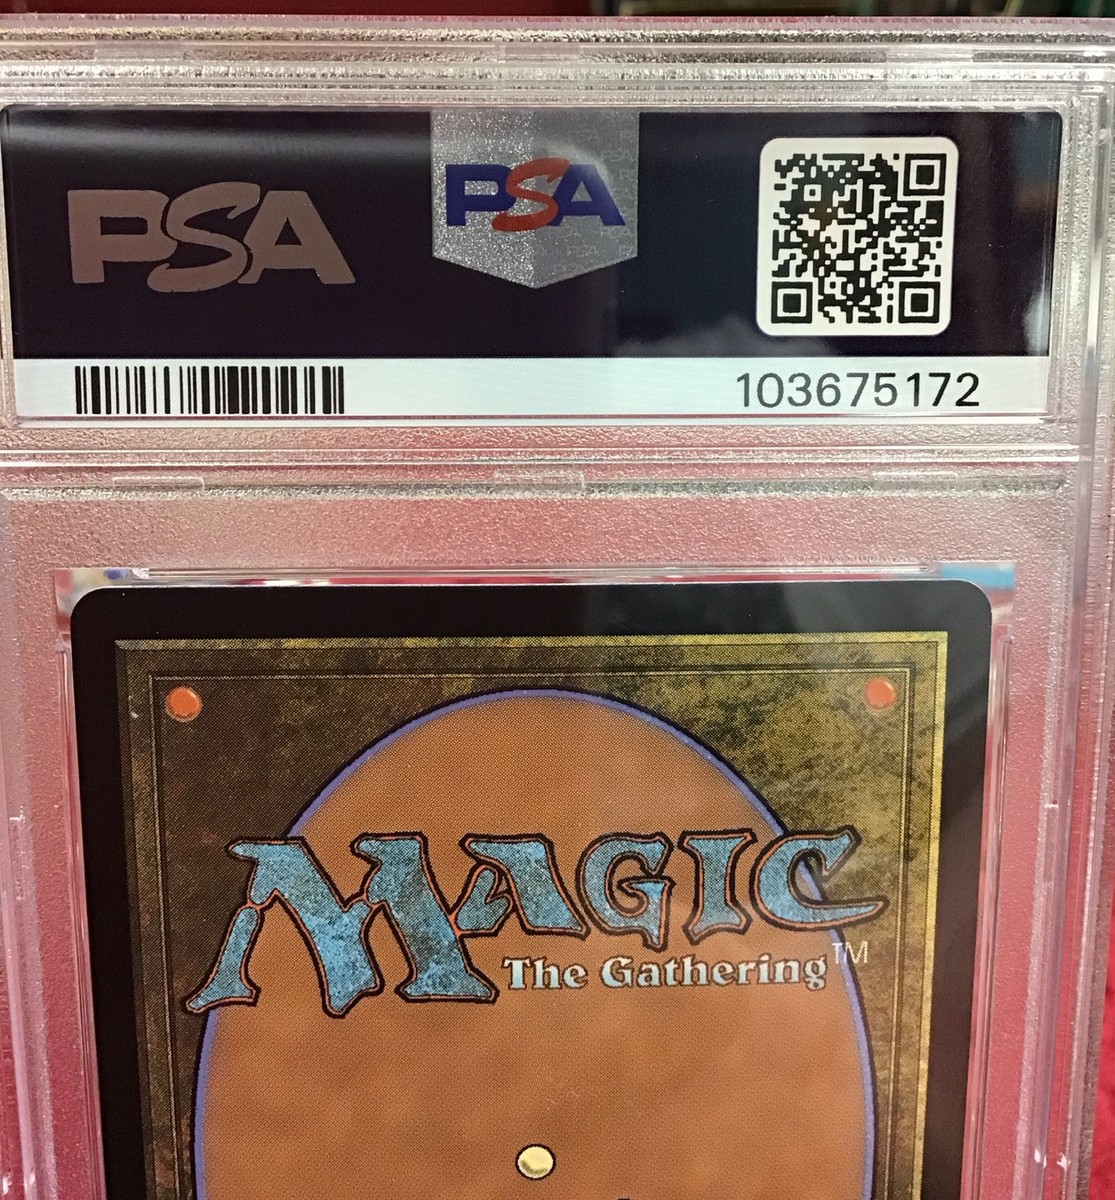 PSA
PSA
103675172
MAGIC
The Gathering™